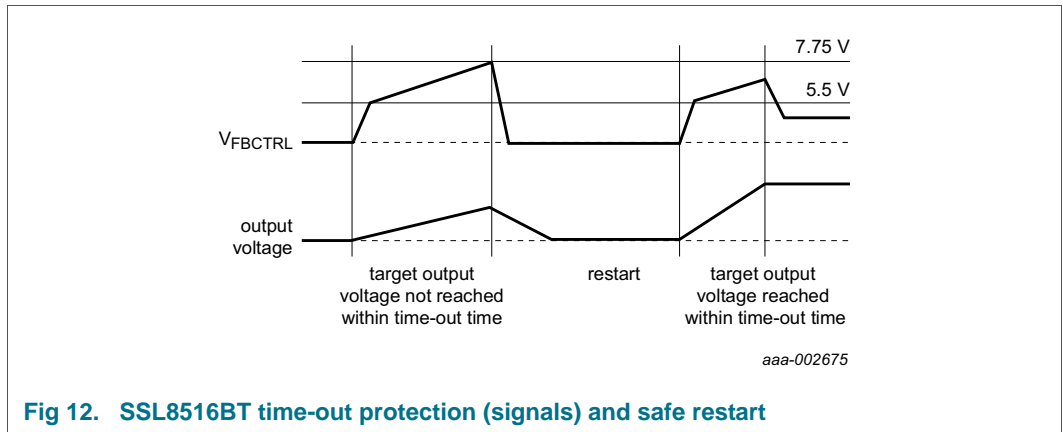 7.75 V
5.5 V
VFBCTRL
output
voltage
target output
voltage not reached
within time-out time
restart
target output
voltage reached
within time-out time
aaa-002675
Fig 12. SSL8516BT time-out protection (signals) and safe restart